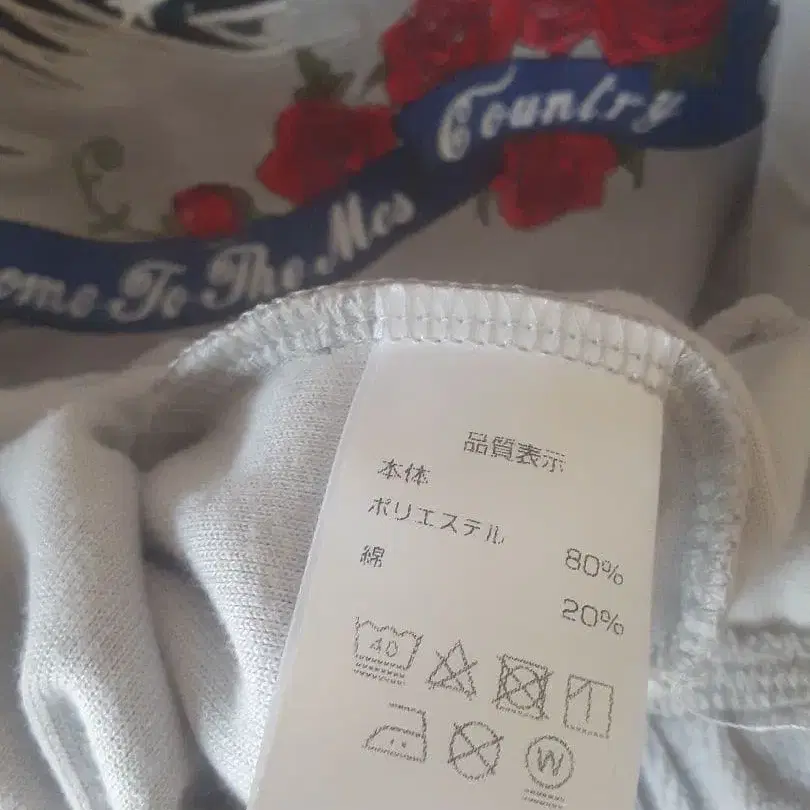 Country
ome To The Mcs
品質表示
本体
ポリエステル 80%
綿 20%
40
W